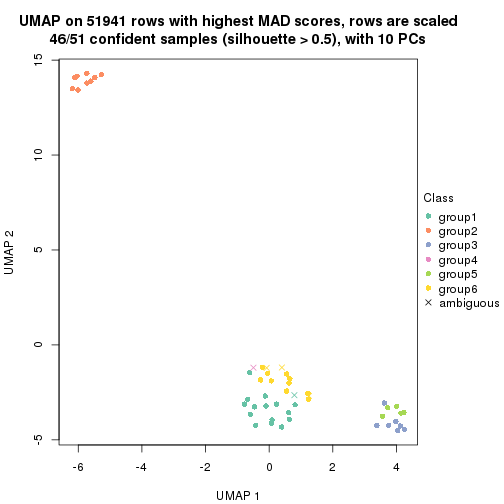 UMAP on 51941 rows with highest MAD scores, rows are scaled
46/51 confident samples (silhouette > 0.5), with 10 PCs
15
10
5
0
-5
UMAP 2
-6
-4
-2
0
2
4
UMAP 1
Class
group1
group2
group3
group4
group5
group6
ambiguous